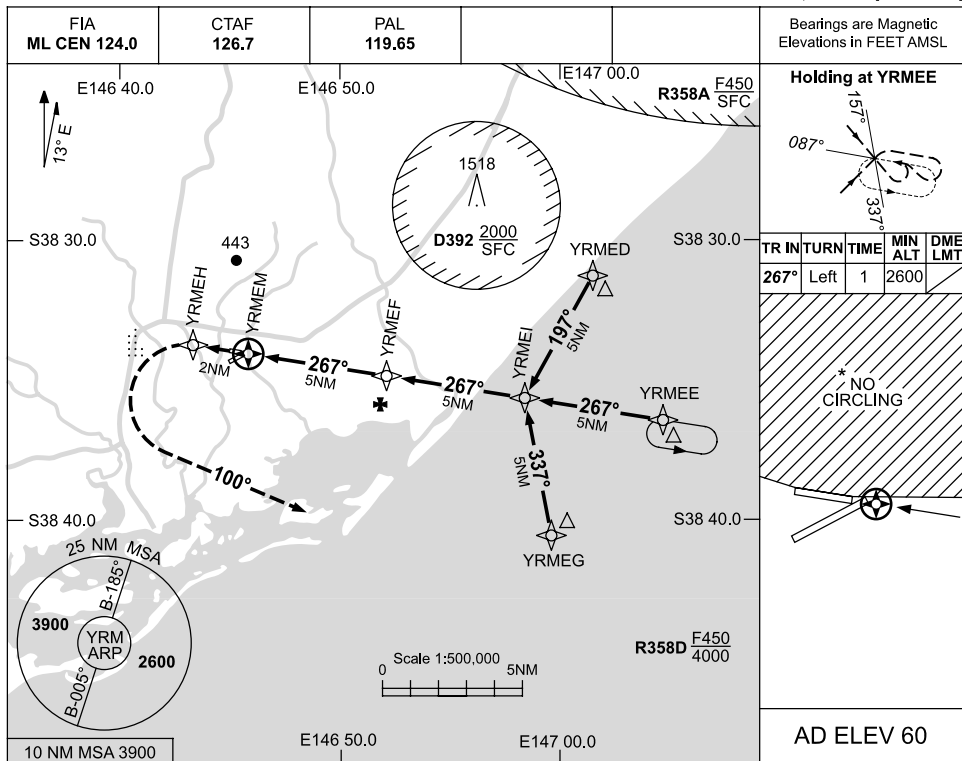 FIA
ML CEN 124.0
CTAF
126.7
PAL
119.65
Bearings are Magnetic
Elevations in FEET AMSL
E146 40.0
E146 50.0
E147 00.0
R358A F450
SFC
13° E
1518
D392 2000
SFC
443
S38 30.0
S38 30.0
YRMEH
YRMEM
YRMEF
YRMEI
YRMED
YRMEE
YRMEG
197°
5NM
2NM
267°
5NM
267°
5NM
267°
5NM
337°
5NM
100°
S38 40.0
S38 40.0
25 NM MSA
B-185°
3900
YRM
ARP
2600
B-005°
10 NM MSA 3900
Scale 1:500,000
0
5NM
R358D F450
4000
E146 50.0
E147 00.0
Holding at YRMEE
157°
087°
337°
TR IN TURN TIME MIN ALT DME LMT
267° Left 1 2600
* NO
CIRCLING
AD ELEV 60